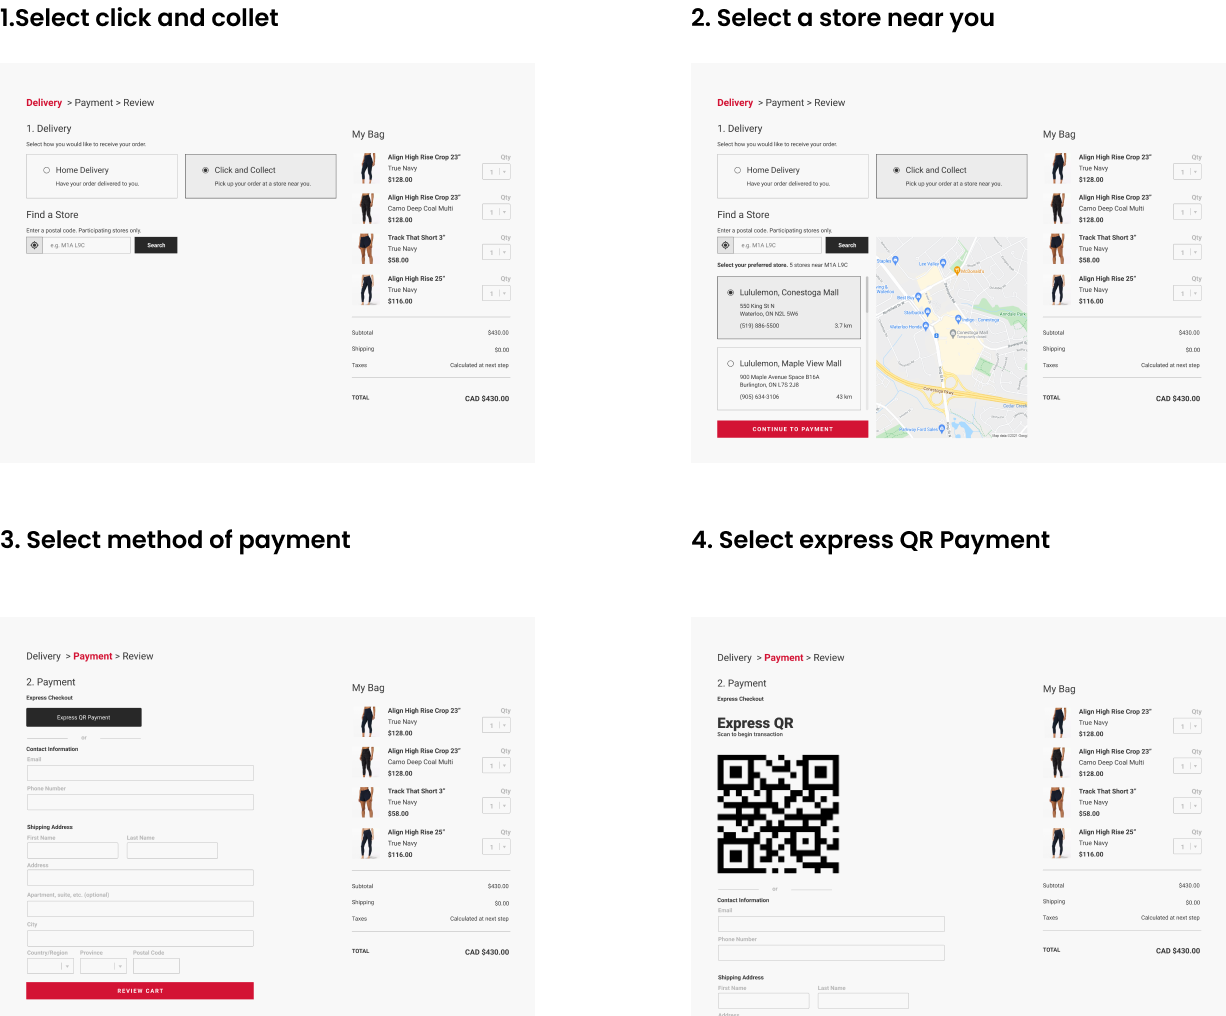 1.Select click and collet
Delivery > Payment > Review
1. Delivery
Select how you would like to receive your order.
Home Delivery
Have your order delivered to you.
Click and Collect
Pick up your order at a store near you.
Find a Store
Enter a postal code. Participating stores only.
e.g. M1A L9C
Search
My Bag
Align High Rise Crop 23"
Qty
True Navy
1
$128.00
Align High Rise Crop 23"
Qty
Camo Deep Coal Multi
1
$128.00
Track That Short 3"
Qty
True Navy
1
$58.00
Align High Rise 25"
Qty
True Navy
1
$116.00
Subtotal $430.00
Shipping $0.00
Taxes Calculated at next step
TOTAL CAD $430.00
2. Select a store near you
Delivery > Payment > Review
1. Delivery
Select how you would like to receive your order.
Home Delivery
Have your order delivered to you.
Click and Collect
Pick up your order at a store near you.
Find a Store
Enter a postal code. Participating stores only.
e.g. M1A L9C
Search
Select your preferred store. 5 stores near M1A L9C
Lululemon, Conestoga Mall
550 King St N
Waterloo, ON N2L 5W6
(519) 886-5500 3.7 km
Lululemon, Maple View Mall
900 Maple Avenue Space B16A
Burlington, ON L7S 2J8
(905) 634-3106 43 km
CONTINUE TO PAYMENT
Staples
Lee Valley
McDonald's
Best Buy
Starbucks
Indigo - Conestoga
Waterloo Honda
Conestoga Mall
Conestoga Pkwy
Parkway Ford Sales
My Bag
Align High Rise Crop 23"
Qty
True Navy
1
$128.00
Align High Rise Crop 23"
Qty
Camo Deep Coal Multi
1
$128.00
Track That Short 3"
Qty
True Navy
1
$58.00
Align High Rise 25"
Qty
True Navy
1
$116.00
Subtotal $430.00
Shipping $0.00
Taxes Calculated at next step
TOTAL CAD $430.00
3. Select method of payment
Delivery > Payment > Review
2. Payment
Express Checkout
Express QR Payment
or
Contact Information
Email
Phone Number
Shipping Address
First Name Last Name
Address
Apartment, suite, etc. (optional)
City
Country/Region Province Postal Code
REVIEW CART
My Bag
Align High Rise Crop 23"
Qty
True Navy
1
$128.00
Align High Rise Crop 23"
Qty
Camo Deep Coal Multi
1
$128.00
Track That Short 3"
Qty
True Navy
1
$58.00
Align High Rise 25"
Qty
True Navy
1
$116.00
Subtotal $430.00
Shipping $0.00
Taxes Calculated at next step
TOTAL CAD $430.00
4. Select express QR Payment
Delivery > Payment > Review
2. Payment
Express Checkout
Express QR
Scan to begin transaction
or
Contact Information
Email
Phone Number
Shipping Address
First Name Last Name
Address
My Bag
Align High Rise Crop 23"
Qty
True Navy
1
$128.00
Align High Rise Crop 23"
Qty
Camo Deep Coal Multi
1
$128.00
Track That Short 3"
Qty
True Navy
1
$58.00
Align High Rise 25"
Qty
True Navy
1
$116.00
Subtotal $430.00
Shipping $0.00
Taxes Calculated at next step
TOTAL CAD $430.00